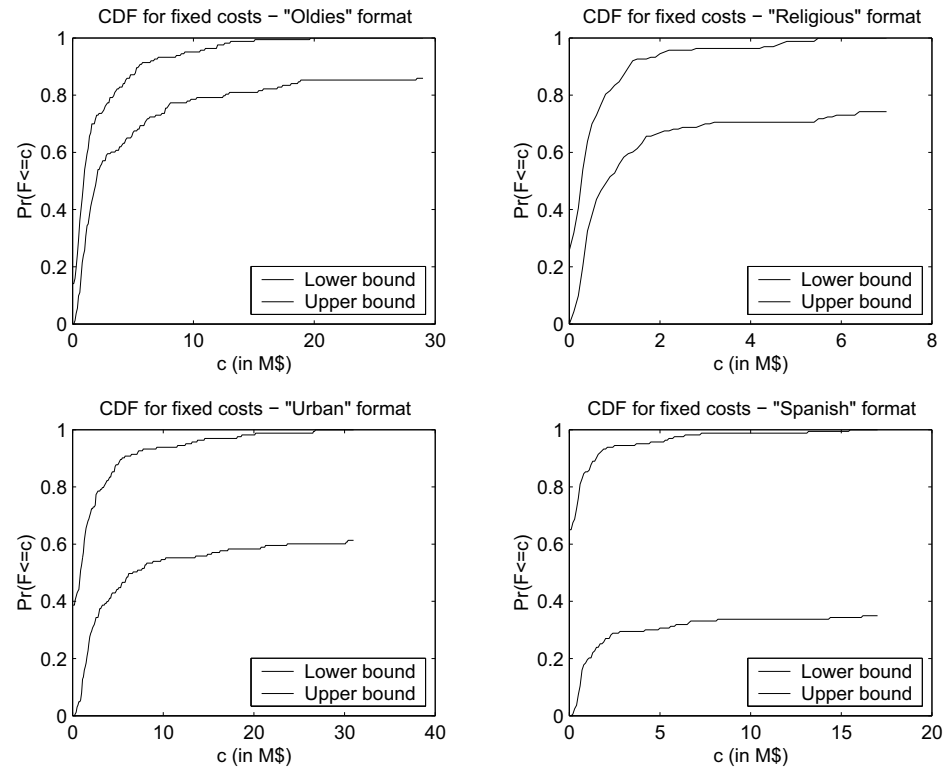 CDF for fixed costs − "Oldies" format
1
0.8
0.6
0.4
0.2
0
Pr(F<=c)
Lower bound
Upper bound
0 10 20 30
c (in M$)
CDF for fixed costs − "Religious" format
1
0.8
0.6
0.4
0.2
0
Pr(F<=c)
Lower bound
Upper bound
0 2 4 6 8
c (in M$)
CDF for fixed costs − "Urban" format
1
0.8
0.6
0.4
0.2
0
Pr(F<=c)
Lower bound
Upper bound
0 10 20 30 40
c (in M$)
CDF for fixed costs − "Spanish" format
1
0.8
0.6
0.4
0.2
0
Pr(F<=c)
Lower bound
Upper bound
0 5 10 15 20
c (in M$)